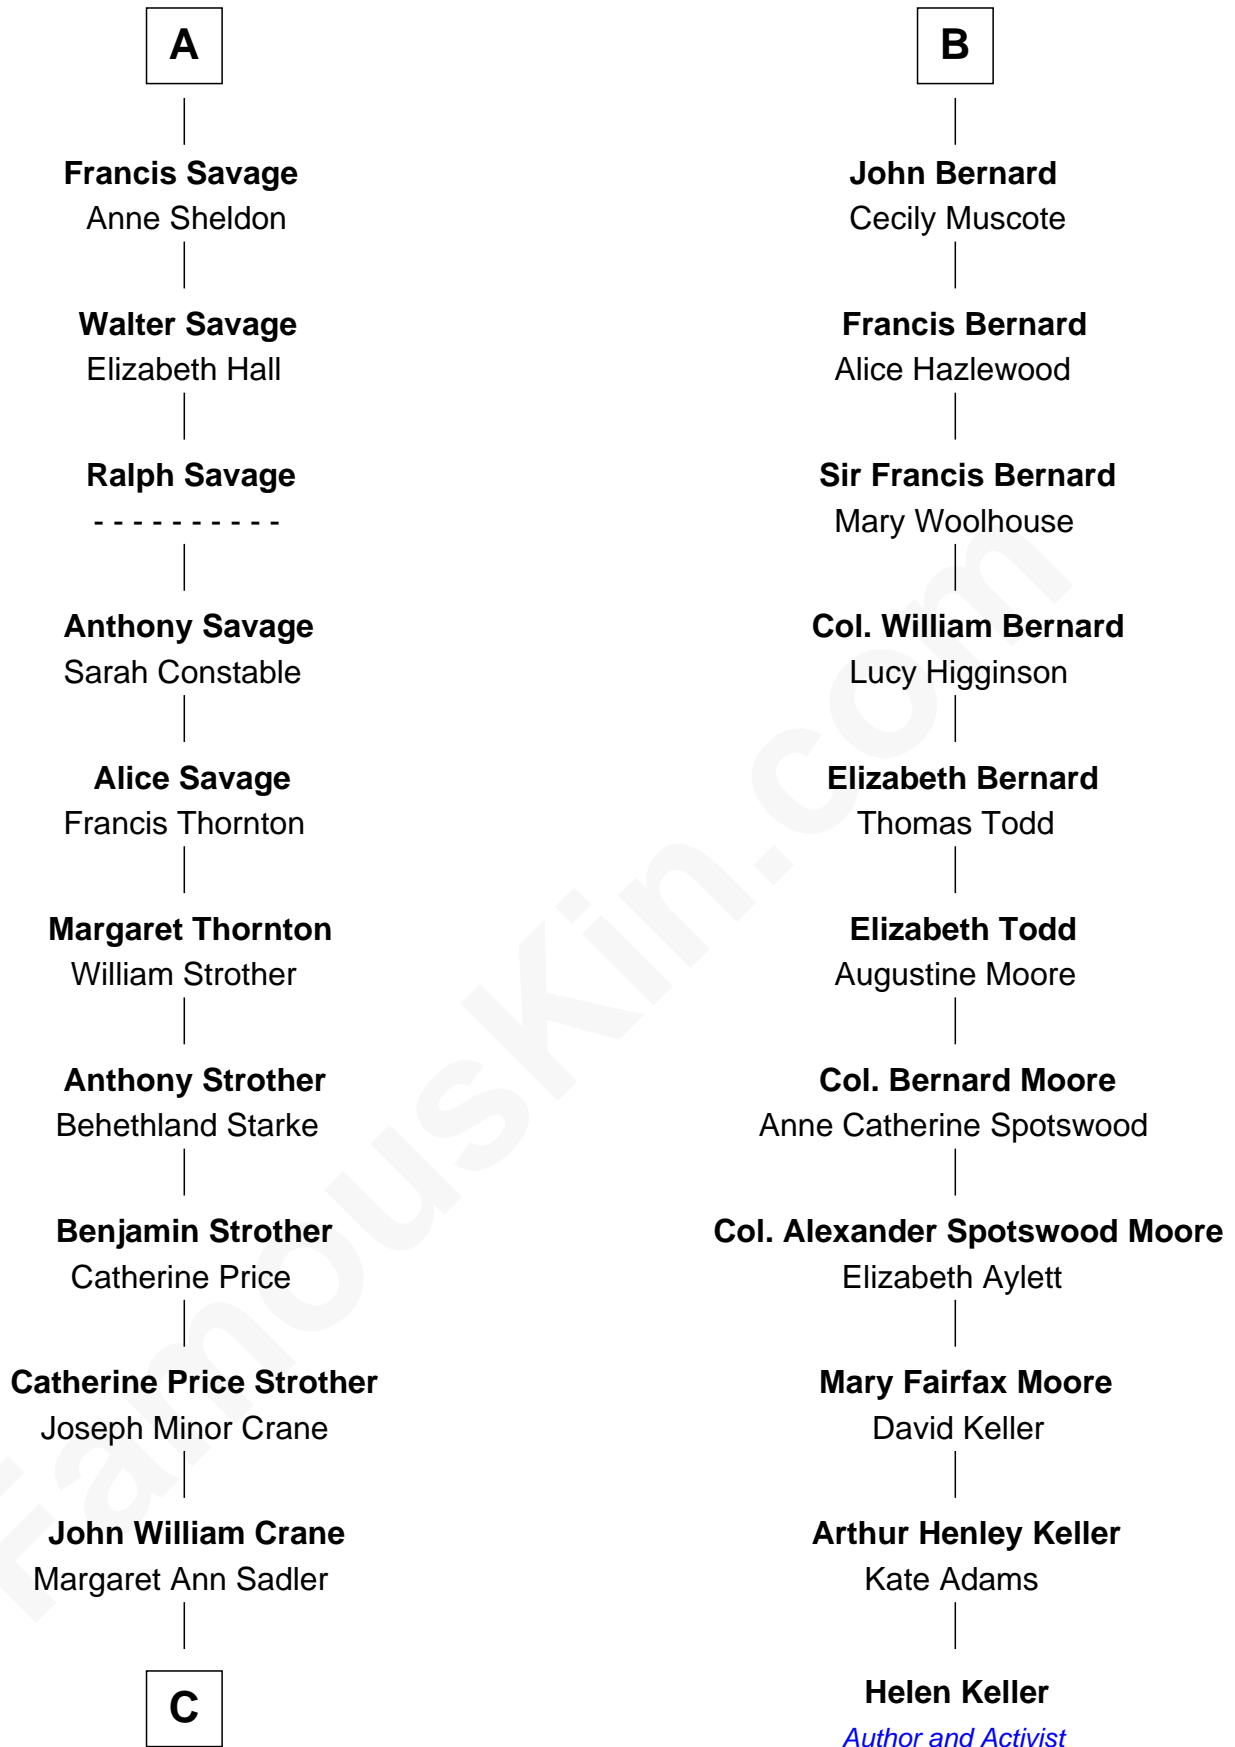 A
Francis Savage
Anne Sheldon
Walter Savage
Elizabeth Hall
Ralph Savage
- - - - - - - - - -
Anthony Savage
Sarah Constable
Alice Savage
Francis Thornton
Margaret Thornton
William Strother
Anthony Strother
Behethland Starke
Benjamin Strother
Catherine Price
Catherine Price Strother
Joseph Minor Crane
John William Crane
Margaret Ann Sadler
C
B
John Bernard
Cecily Muscote
Francis Bernard
Alice Hazlewood
Sir Francis Bernard
Mary Woolhouse
Col. William Bernard
Lucy Higginson
Elizabeth Bernard
Thomas Todd
Elizabeth Todd
Augustine Moore
Col. Bernard Moore
Anne Catherine Spotswood
Col. Alexander Spotswood Moore
Elizabeth Aylett
Mary Fairfax Moore
David Keller
Arthur Henley Keller
Kate Adams
Helen Keller
Author and Activist
FamousKin.com